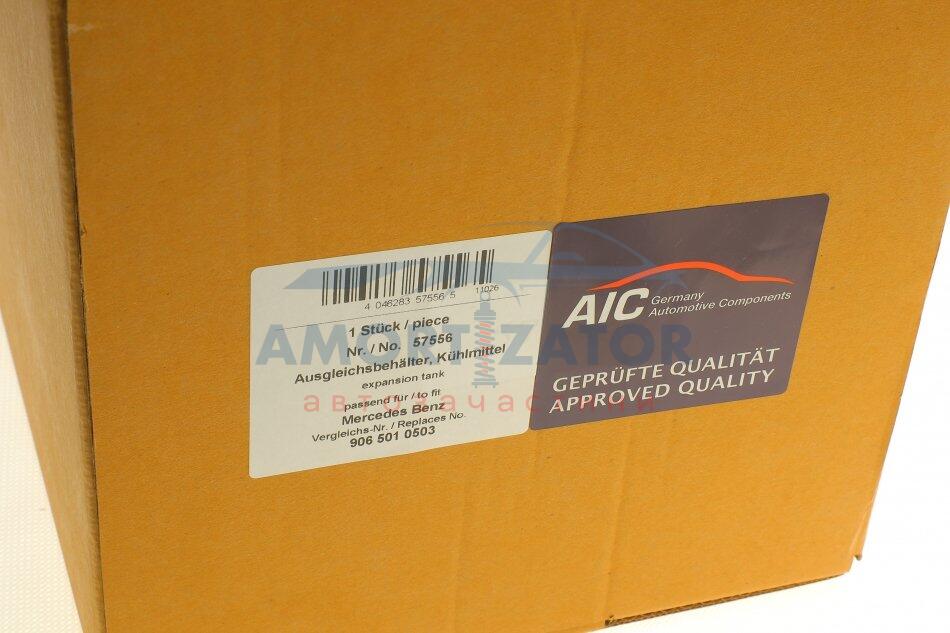 4 046283 57556 5
11026
1 Stück / piece
Nr. / No. 57556
Ausgleichsbehälter, Kühlmittel
expansion tank
passend für / to fit
Mercedes Benz
Vergleichs-Nr. / Replaces No.
906 501 0503
AIC Germany
Automotive Components
GEPRÜFTE QUALITÄT
APPROVED QUALITY
AMORTIZATOR
автозачастини